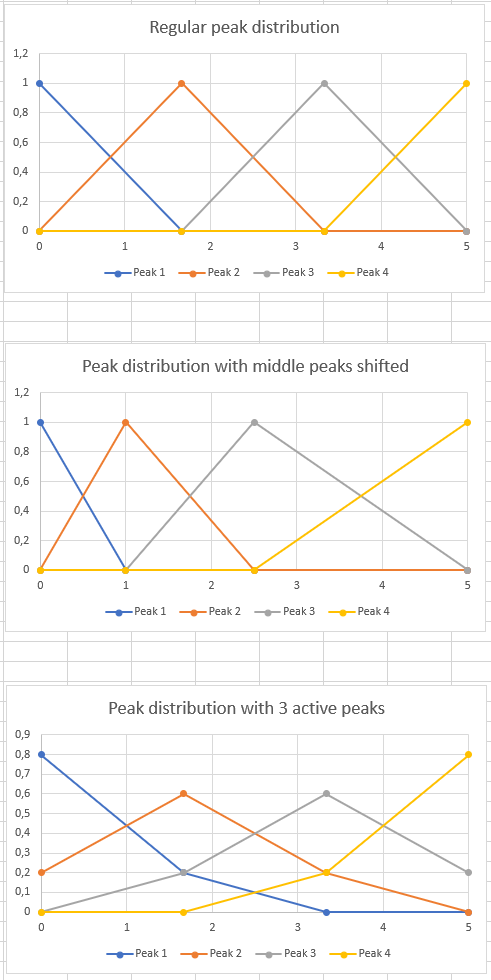 Regular peak distribution
1,2
1
0,8
0,6
0,4
0,2
0
0 1 2 3 4 5
Peak 1 Peak 2 Peak 3 Peak 4
Peak distribution with middle peaks shifted
1,2
1
0,8
0,6
0,4
0,2
0
0 1 2 3 4 5
Peak 1 Peak 2 Peak 3 Peak 4
Peak distribution with 3 active peaks
0,9
0,8
0,7
0,6
0,5
0,4
0,3
0,2
0,1
0
0 1 2 3 4 5
Peak 1 Peak 2 Peak 3 Peak 4